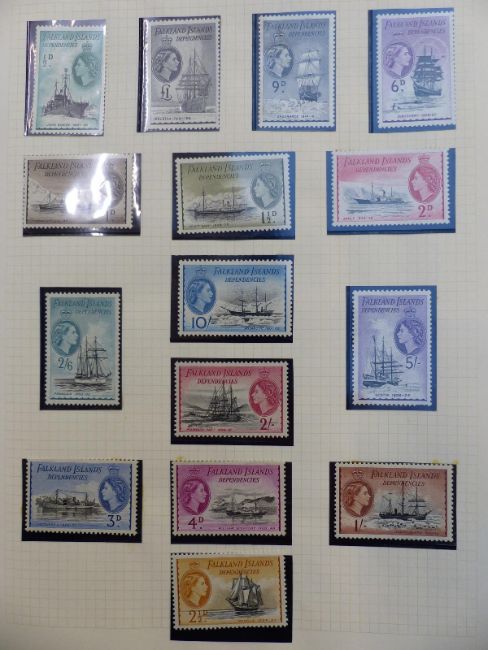 FALKLAND ISLANDS
DEPENDENCIES
½D
FALKLAND ISLANDS
DEPENDENCIES
£1
FALKLAND ISLANDS
DEPENDENCIES
9D
FALKLAND ISLANDS
DEPENDENCIES
6D
FALKLAND ISLANDS
DEPENDENCIES
1D
FALKLAND ISLANDS
DEPENDENCIES
1½D
FALKLAND ISLANDS
DEPENDENCIES
2D
FALKLAND ISLANDS
DEPENDENCIES
10/-
FALKLAND ISLANDS
DEPENDENCIES
2/6
FALKLAND ISLANDS
DEPENDENCIES
5/-
FALKLAND ISLANDS
DEPENDENCIES
2/-
FALKLAND ISLANDS
DEPENDENCIES
3D
FALKLAND ISLANDS
DEPENDENCIES
4D
FALKLAND ISLANDS
DEPENDENCIES
1/-
FALKLAND ISLANDS
DEPENDENCIES
2½D